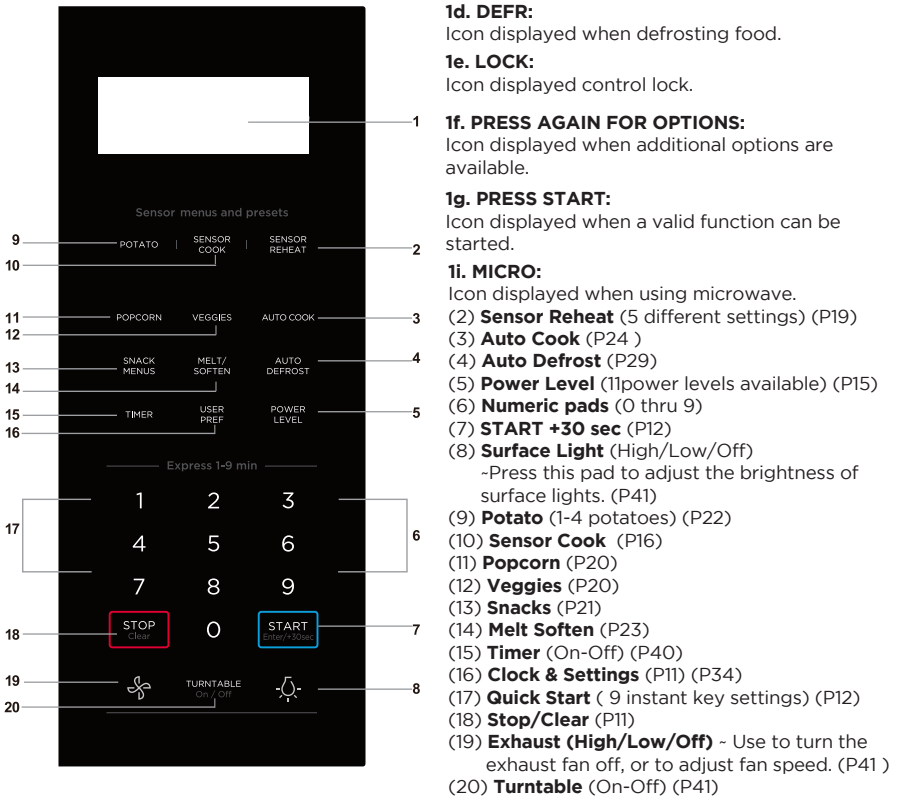 Sensor menus and presets
9
POTATO
SENSOR
COOK
SENSOR
REHEAT
2
10
11
POPCORN
VEGGIES
AUTO COOK
3
12
13
SNACK
MENUS
MELT/
SOFTEN
AUTO
DEFROST
4
14
15
TIMER
USER
PREF
POWER
LEVEL
5
16
Express 1-9 min
1 2 3
17
4 5 6
6
7 8 9
18
STOP
Clear
0
START
Enter/+30sec
7
19
TURNTABLE
On / Off
8
20
1
1d. DEFR:
Icon displayed when defrosting food.
1e. LOCK:
Icon displayed control lock.
1f. PRESS AGAIN FOR OPTIONS:
Icon displayed when additional options are
available.
1g. PRESS START:
Icon displayed when a valid function can be
started.
1i. MICRO:
Icon displayed when using microwave.
(2) Sensor Reheat (5 different settings) (P19)
(3) Auto Cook (P24 )
(4) Auto Defrost (P29)
(5) Power Level (11power levels available) (P15)
(6) Numeric pads (0 thru 9)
(7) START +30 sec (P12)
(8) Surface Light (High/Low/Off)
~Press this pad to adjust the brightness of
surface lights. (P41)
(9) Potato (1-4 potatoes) (P22)
(10) Sensor Cook (P16)
(11) Popcorn (P20)
(12) Veggies (P20)
(13) Snacks (P21)
(14) Melt Soften (P23)
(15) Timer (On-Off) (P40)
(16) Clock & Settings (P11) (P34)
(17) Quick Start ( 9 instant key settings) (P12)
(18) Stop/Clear (P11)
(19) Exhaust (High/Low/Off) ~ Use to turn the
exhaust fan off, or to adjust fan speed. (P41 )
(20) Turntable (On-Off) (P41)